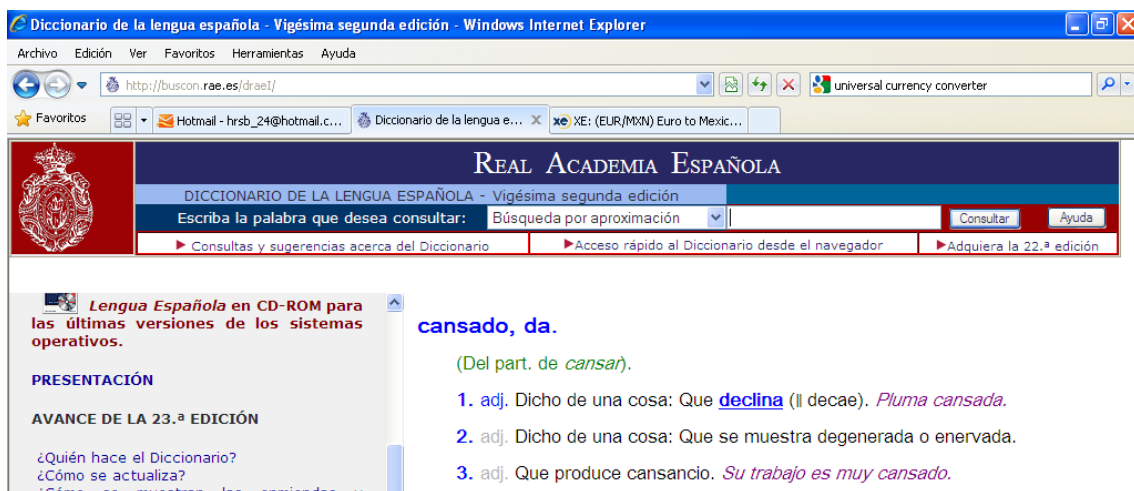 Diccionario de la lengua española - Vigésima segunda edición - Windows Internet Explorer
Archivo Edición Ver Favoritos Herramientas Ayuda
http://buscon.rae.es/draeI/ universal currency converter
Favoritos Hotmail - hrsb_24@hotmail.c... Diccionario de la lengua e... xe XE: (EUR/MXN) Euro to Mexic...
REAL ACADEMIA ESPAÑOLA
DICCIONARIO DE LA LENGUA ESPAÑOLA - Vigésima segunda edición
Escriba la palabra que desea consultar: Búsqueda por aproximación Consultar Ayuda
Consultas y sugerencias acerca del Diccionario Acceso rápido al Diccionario desde el navegador Adquiera la 22.ª edición
Lengua Española en CD-ROM para
las últimas versiones de los sistemas
operativos.
PRESENTACIÓN
AVANCE DE LA 23.ª EDICIÓN
¿Quién hace el Diccionario?
¿Cómo se actualiza?
¿Cómo se muestran las enmiendas y
cansado, da.
(Del part. de cansar).
1. adj. Dicho de una cosa: Que declina (‖ decae). Pluma cansada.
2. adj. Dicho de una cosa: Que se muestra degenerada o enervada.
3. adj. Que produce cansancio. Su trabajo es muy cansado.